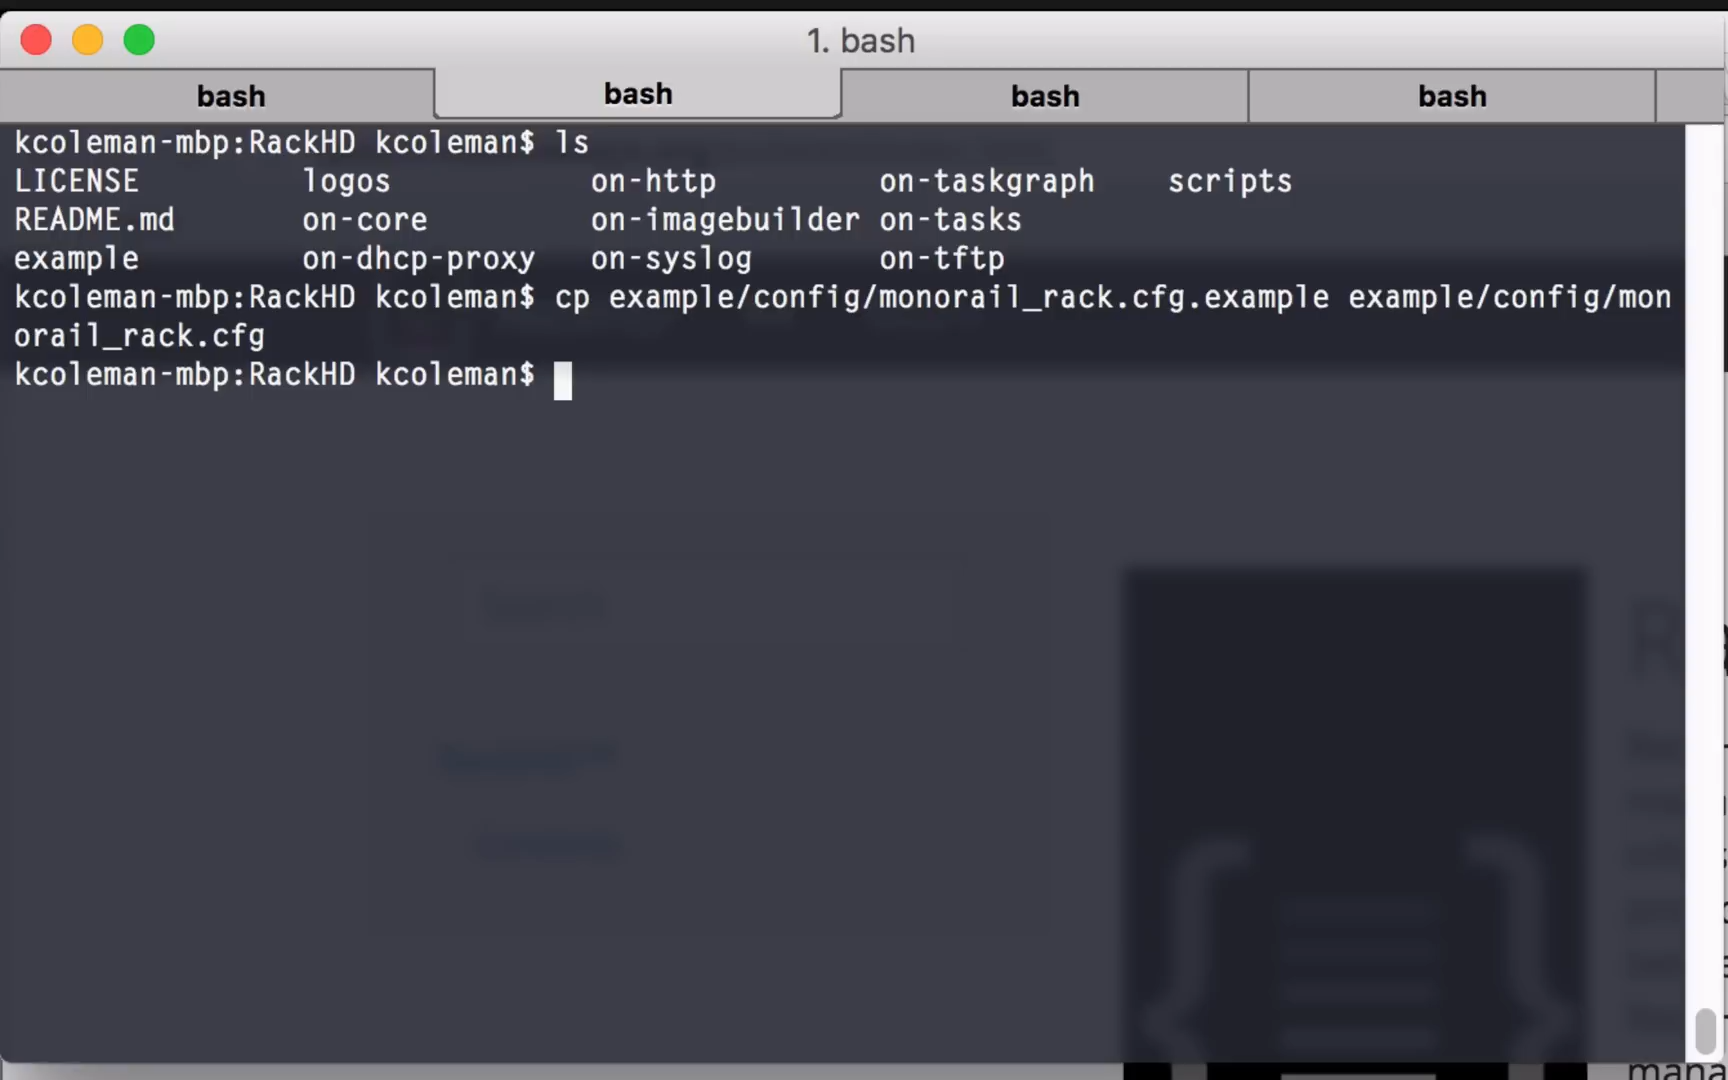 1. bash
bash bash bash bash
kcoleman-mbp:RackHD kcoleman$ ls
LICENSE logos on-http on-taskgraph scripts
README.md on-core on-imagebuilder on-tasks
example on-dhcp-proxy on-syslog on-tftp
kcoleman-mbp:RackHD kcoleman$ cp example/config/monorail_rack.cfg.example example/config/mon
orail_rack.cfg
kcoleman-mbp:RackHD kcoleman$
mana